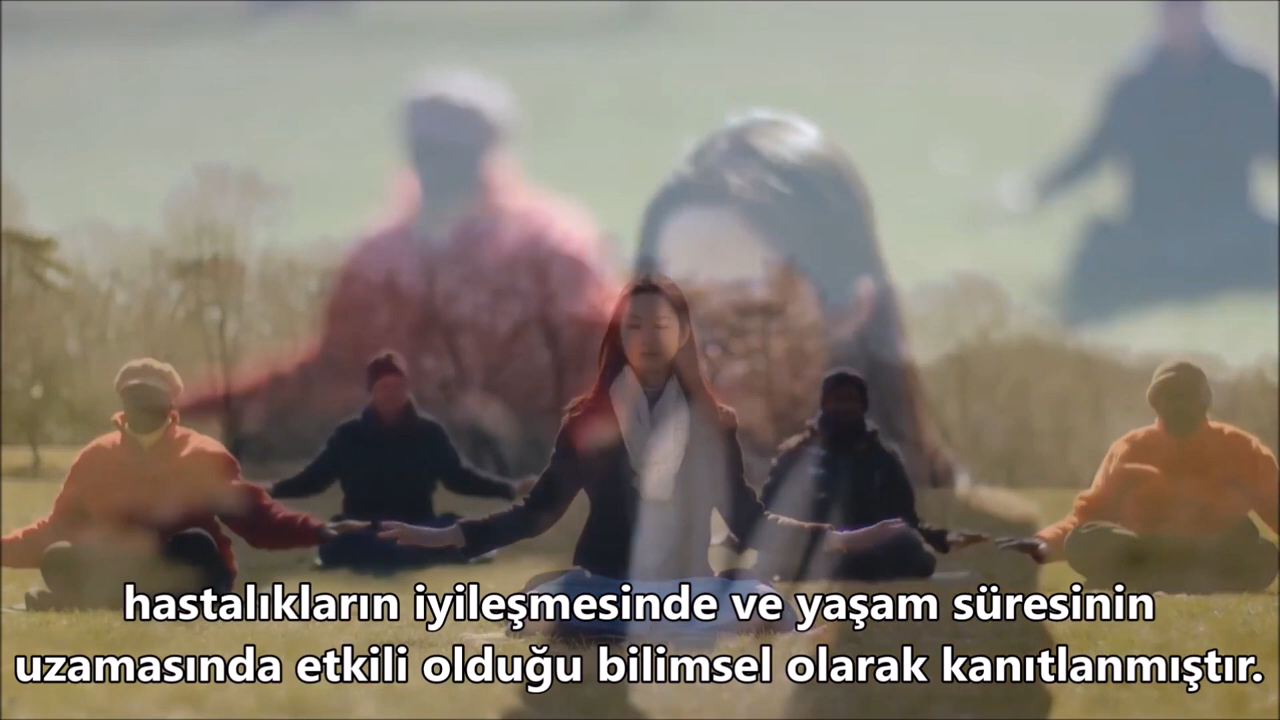 hastalıkların iyileşmesinde ve yaşam süresinin
uzamasında etkili olduğu bilimsel olarak kanıtlanmıştır.